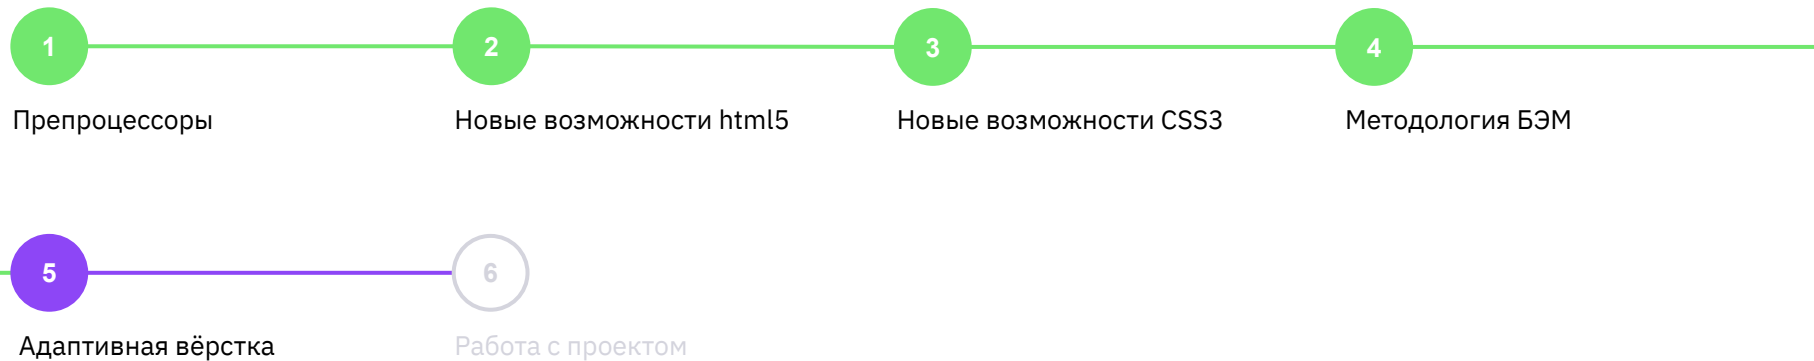 1 2 3 4
Препроцессоры Новые возможности html5 Новые возможности CSS3 Методология БЭМ
5 6
Адаптивная вёрстка Работа с проектом